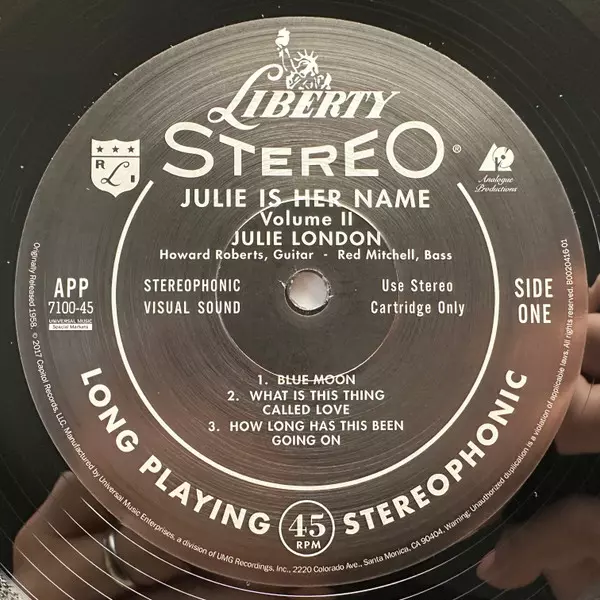 LIBERTY
STEREO®
R L I
Analogue
Productions
JULIE IS HER NAME
Volume II
JULIE LONDON
Howard Roberts, Guitar - Red Mitchell, Bass
APP
7100-45
UNIVERSAL MUSIC
Special Markets
STEREOPHONIC
VISUAL SOUND
Use Stereo
Cartridge Only
SIDE
ONE
1. BLUE MOON
2. WHAT IS THIS THING
CALLED LOVE
3. HOW LONG HAS THIS BEEN
GOING ON
LONG PLAYING
45
RPM
STEREOPHONIC
Originally Released 1958. © 2017 Capitol Records, LLC. Manufactured by Universal Music Enterprises, a division of UMG Recordings, Inc., 2220 Colorado Ave., Santa Monica, CA 90404, Warning: Unauthorized duplication is a violation of applicable laws. All rights reserved. B0020416-01